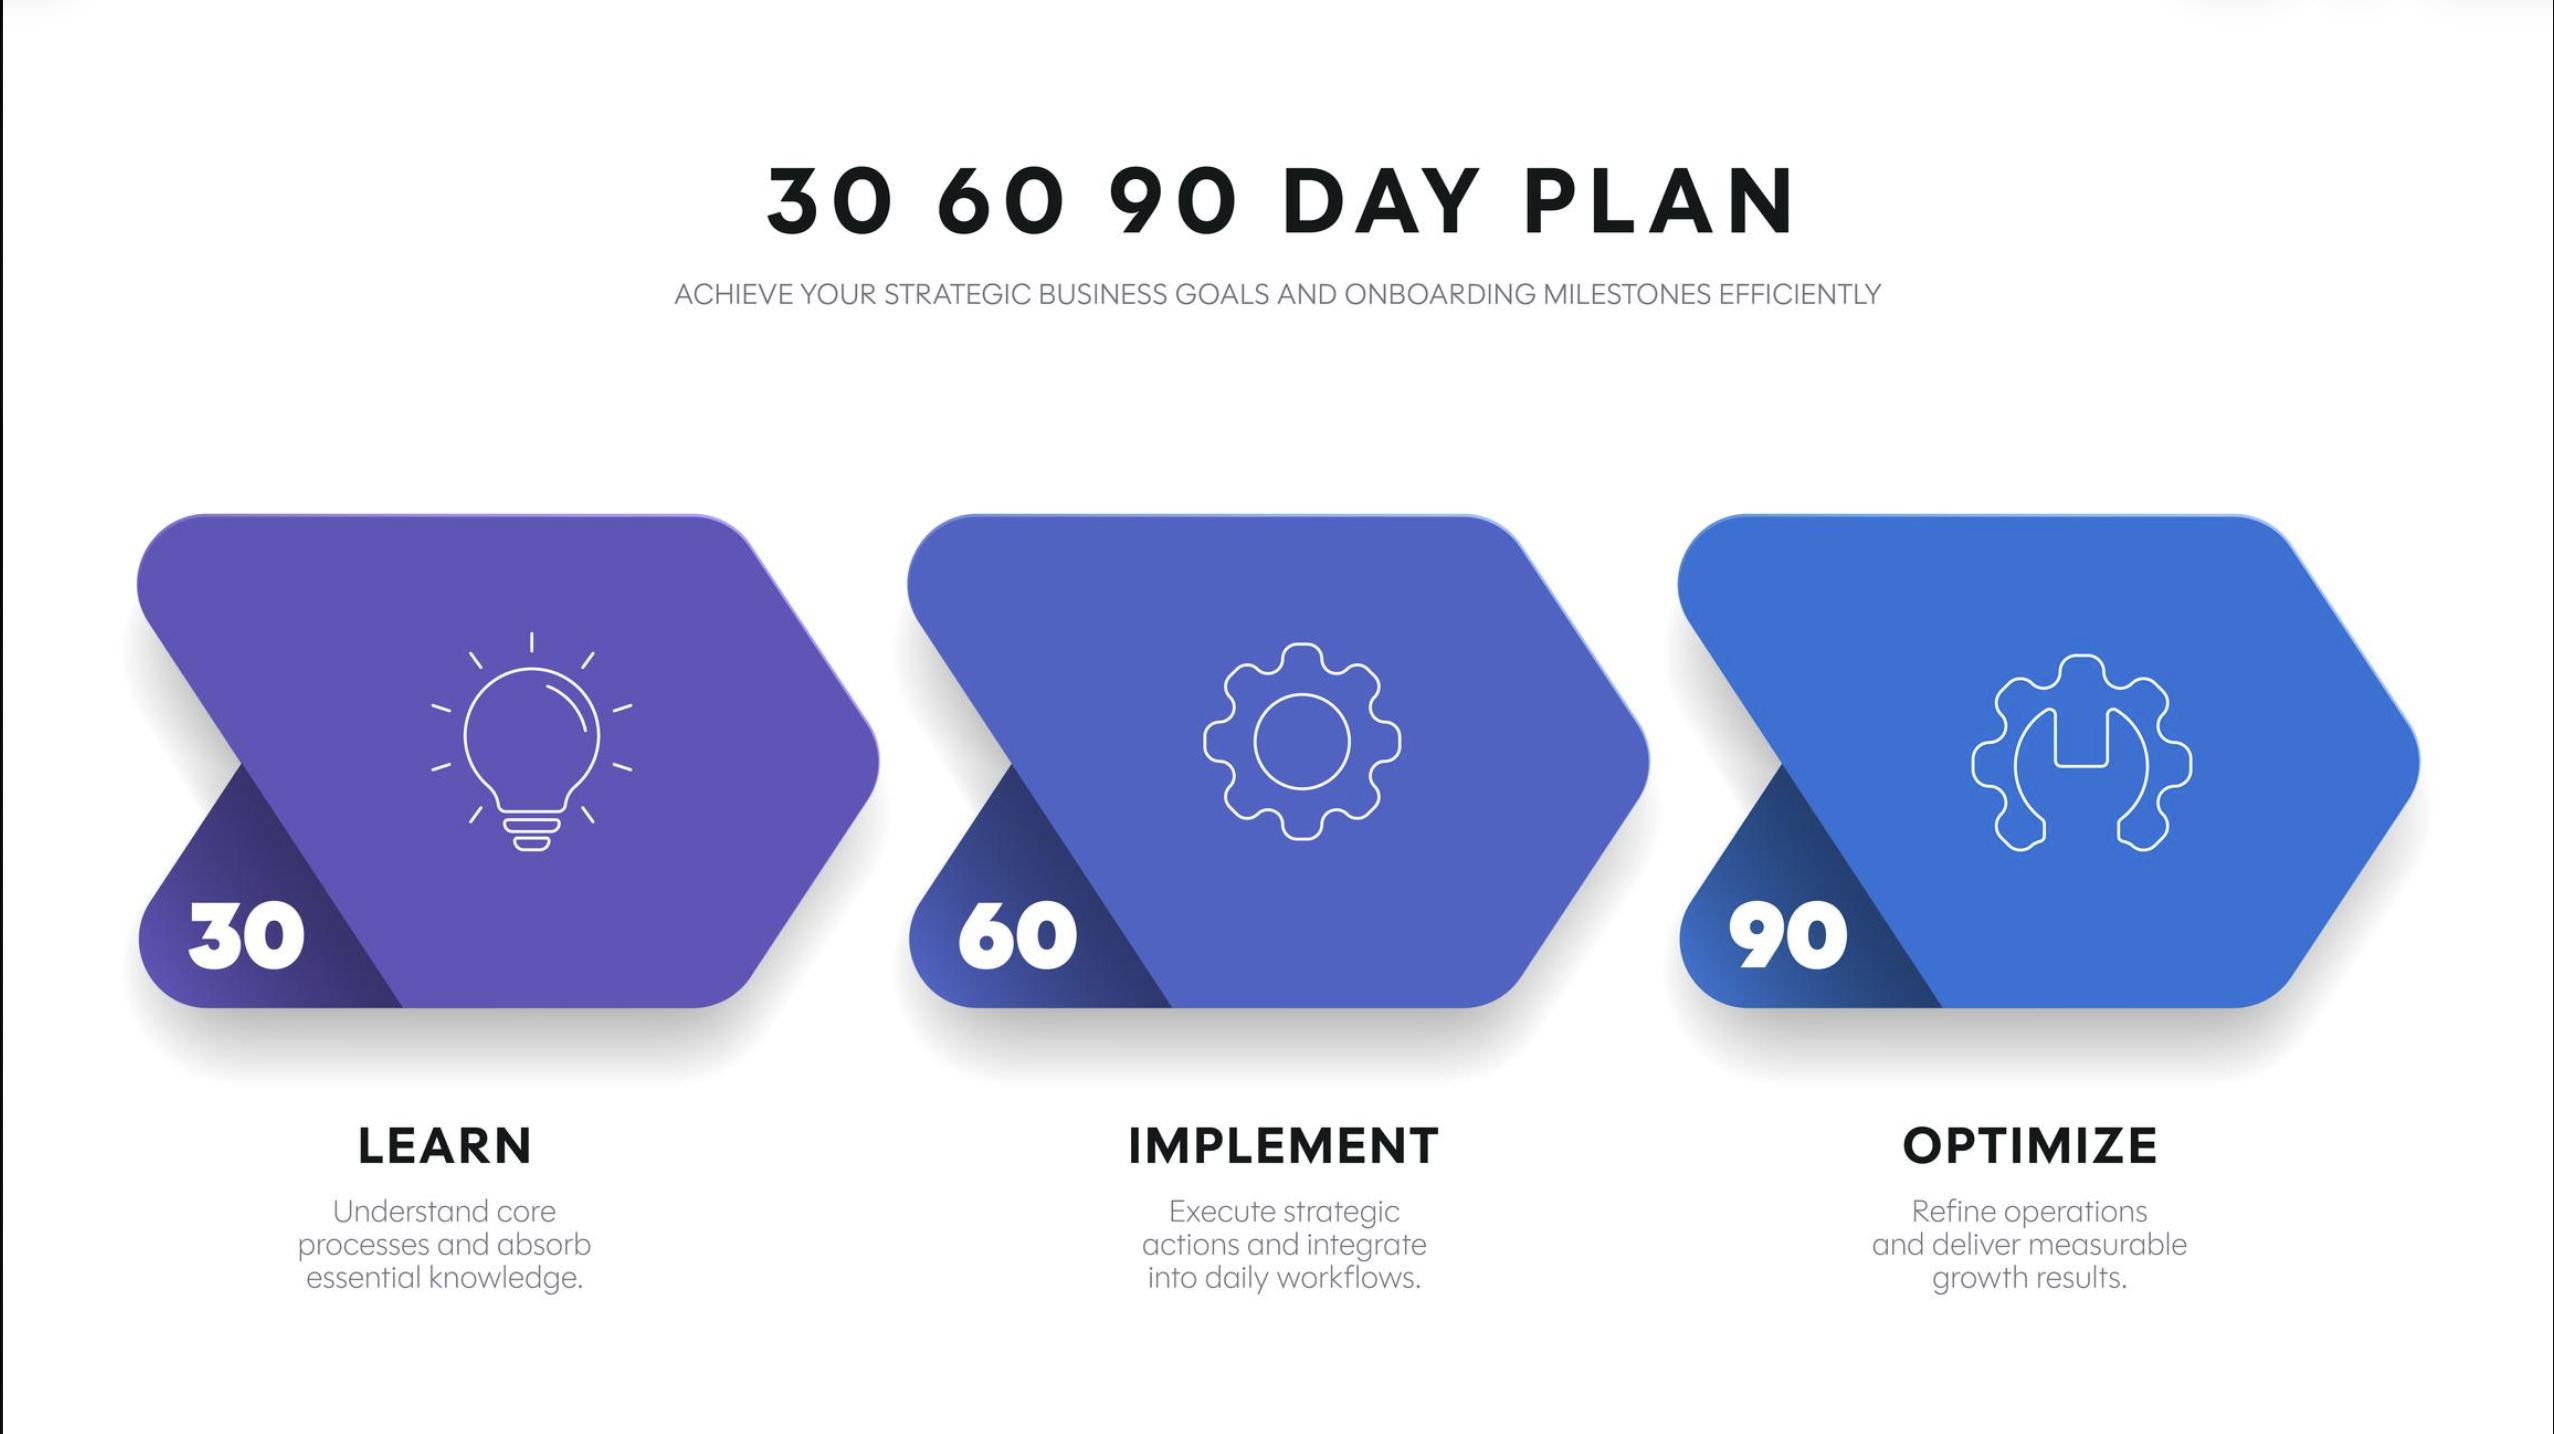 30 60 90 DAY PLAN
ACHIEVE YOUR STRATEGIC BUSINESS GOALS AND ONBOARDING MILESTONES EFFICIENTLY
30
60
90
LEARN
Understand core
processes and absorb
essential knowledge.
IMPLEMENT
Execute strategic
actions and integrate
into daily workflows.
OPTIMIZE
Refine operations
and deliver measurable
growth results.